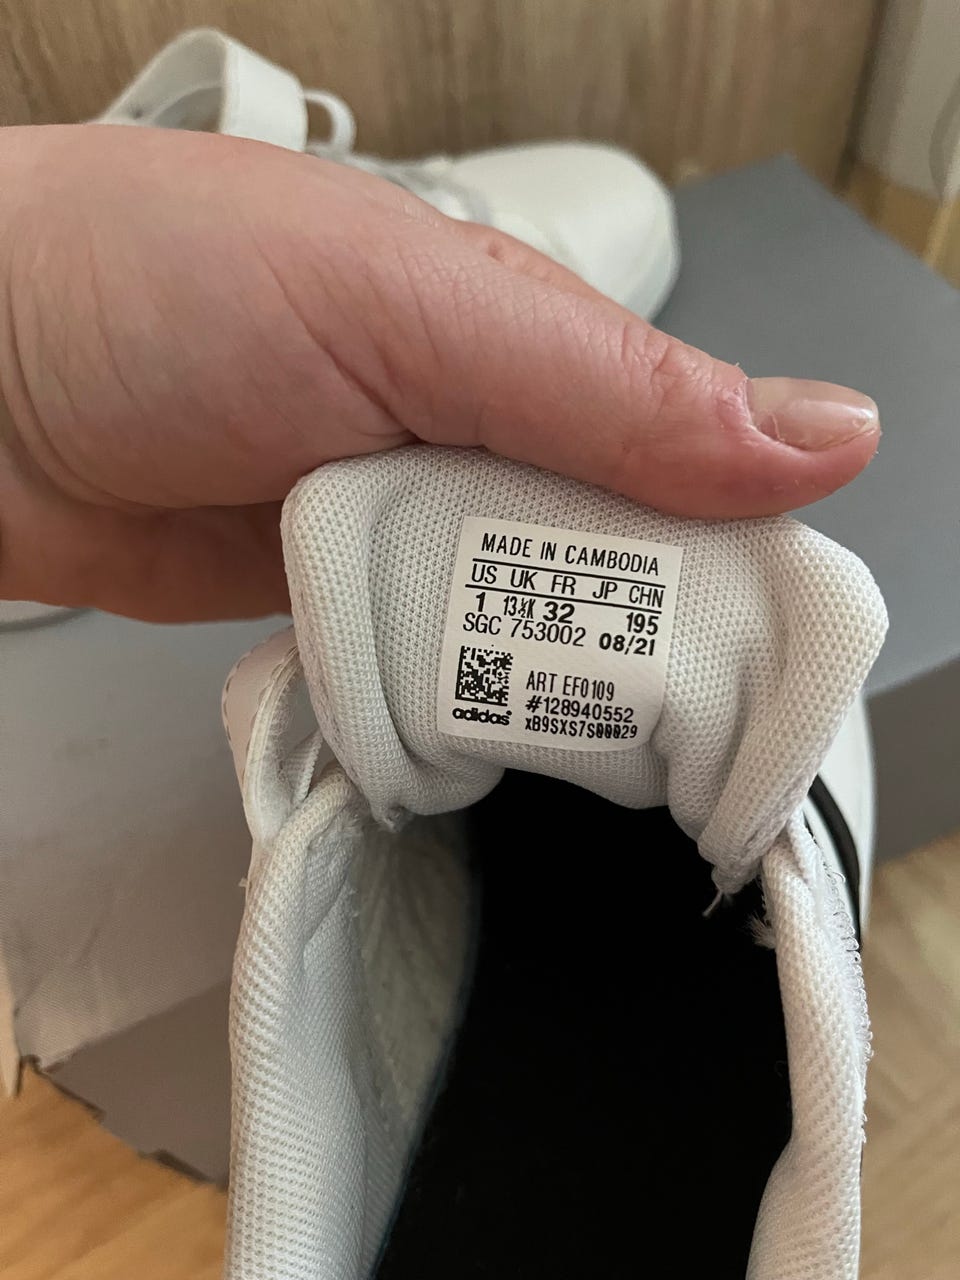 MADE IN CAMBODIA
US UK FR JP CHN
1 13½K 32 195
SGC 753002 08/21
ART EF0109
#128940552
adidas® xB9SXS7S00029